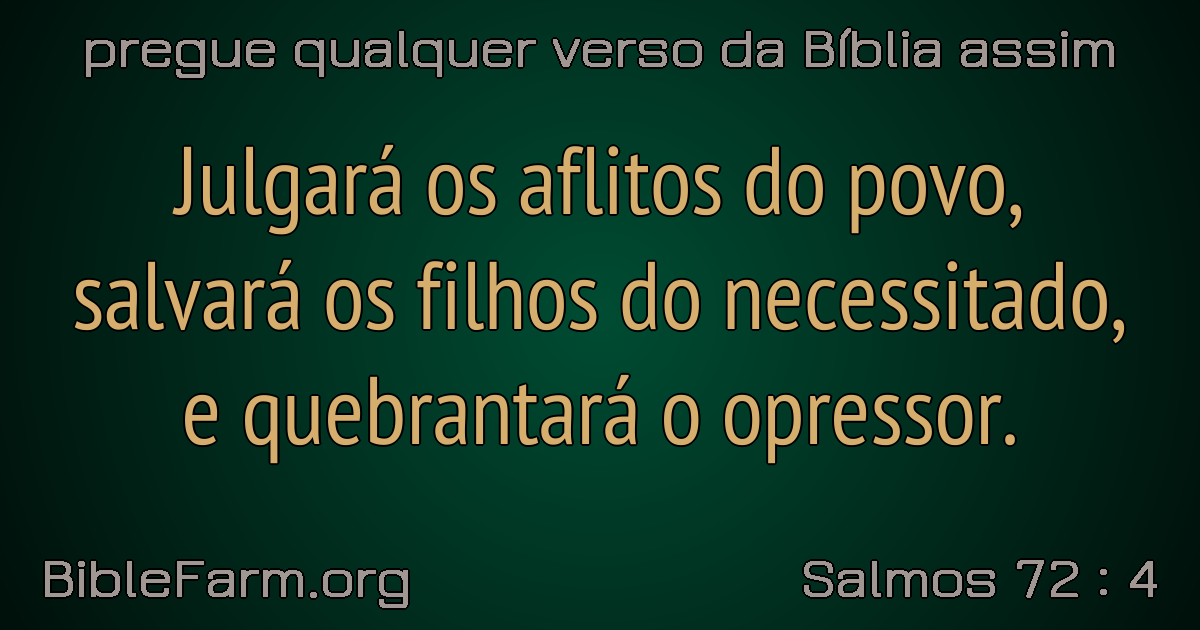 pregue qualquer verso da Bíblia assim
Julgará os aflitos do povo,
salvará os filhos do necessitado,
e quebrantará o opressor.
BibleFarm.org
Salmos 72 : 4